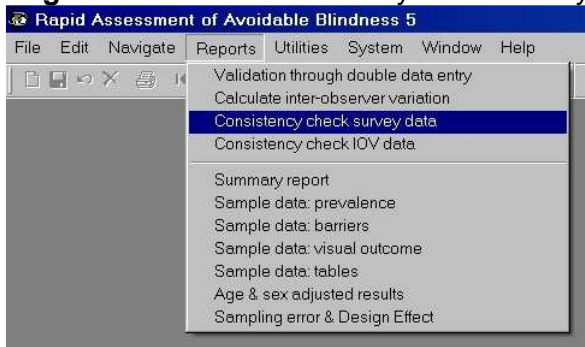 Rapid Assessment of Avoidable Blindness 5
File Edit Navigate Reports Utilities System Window Help
Validation through double data entry
Calculate inter-observer variation
Consistency check survey data
Consistency check IOV data
Summary report
Sample data: prevalence
Sample data: barriers
Sample data: visual outcome
Sample data: tables
Age & sex adjusted results
Sampling error & Design Effect